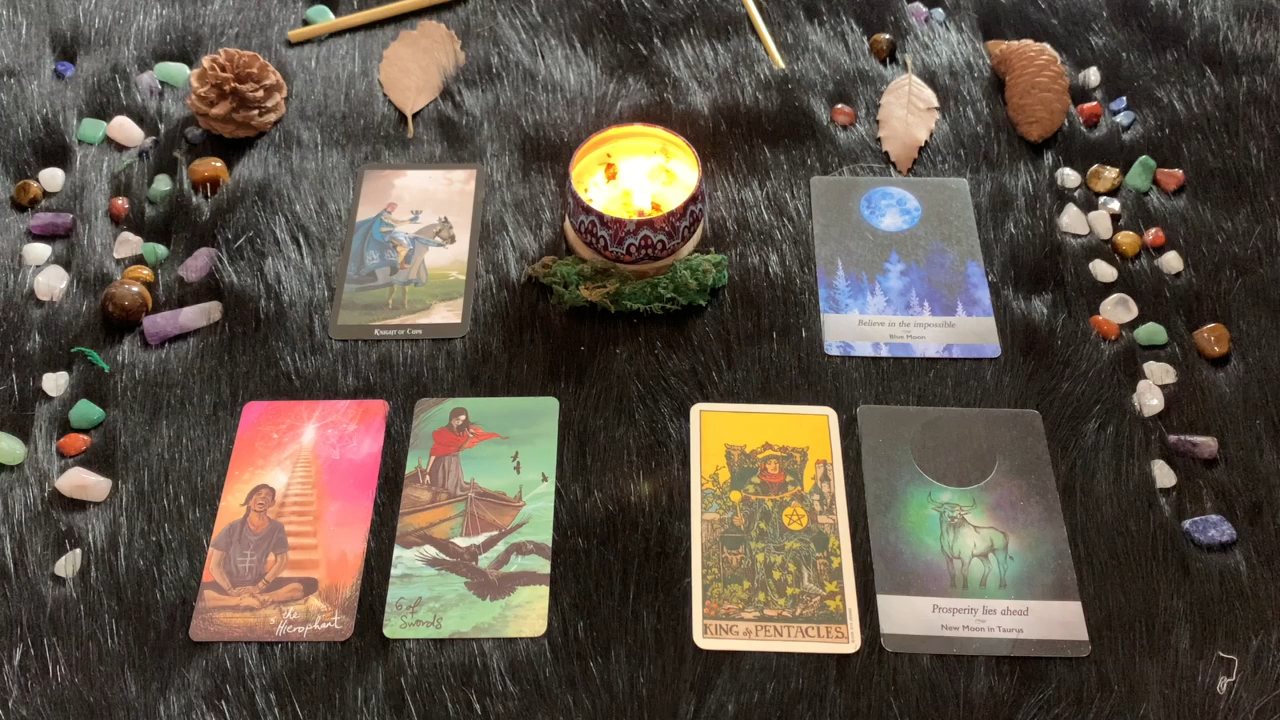 Knight of Cups
Believe in the impossible
Blue Moon
5 the
Hierophant
6 of
Swords
KING of PENTACLES.
Prosperity lies ahead
New Moon in Taurus